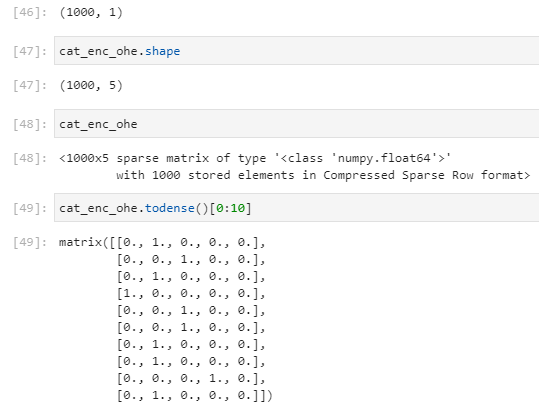 [46]: (1000, 1)
[47]: cat_enc_ohe.shape
[47]: (1000, 5)
[48]: cat_enc_ohe
[48]: <1000x5 sparse matrix of type '<class 'numpy.float64'>'
with 1000 stored elements in Compressed Sparse Row format>
[49]: cat_enc_ohe.todense()[0:10]
[49]: matrix([[0., 1., 0., 0., 0.],
[0., 0., 1., 0., 0.],
[0., 1., 0., 0., 0.],
[1., 0., 0., 0., 0.],
[0., 0., 1., 0., 0.],
[0., 0., 1., 0., 0.],
[0., 1., 0., 0., 0.],
[0., 1., 0., 0., 0.],
[0., 0., 0., 1., 0.],
[0., 1., 0., 0., 0.]])